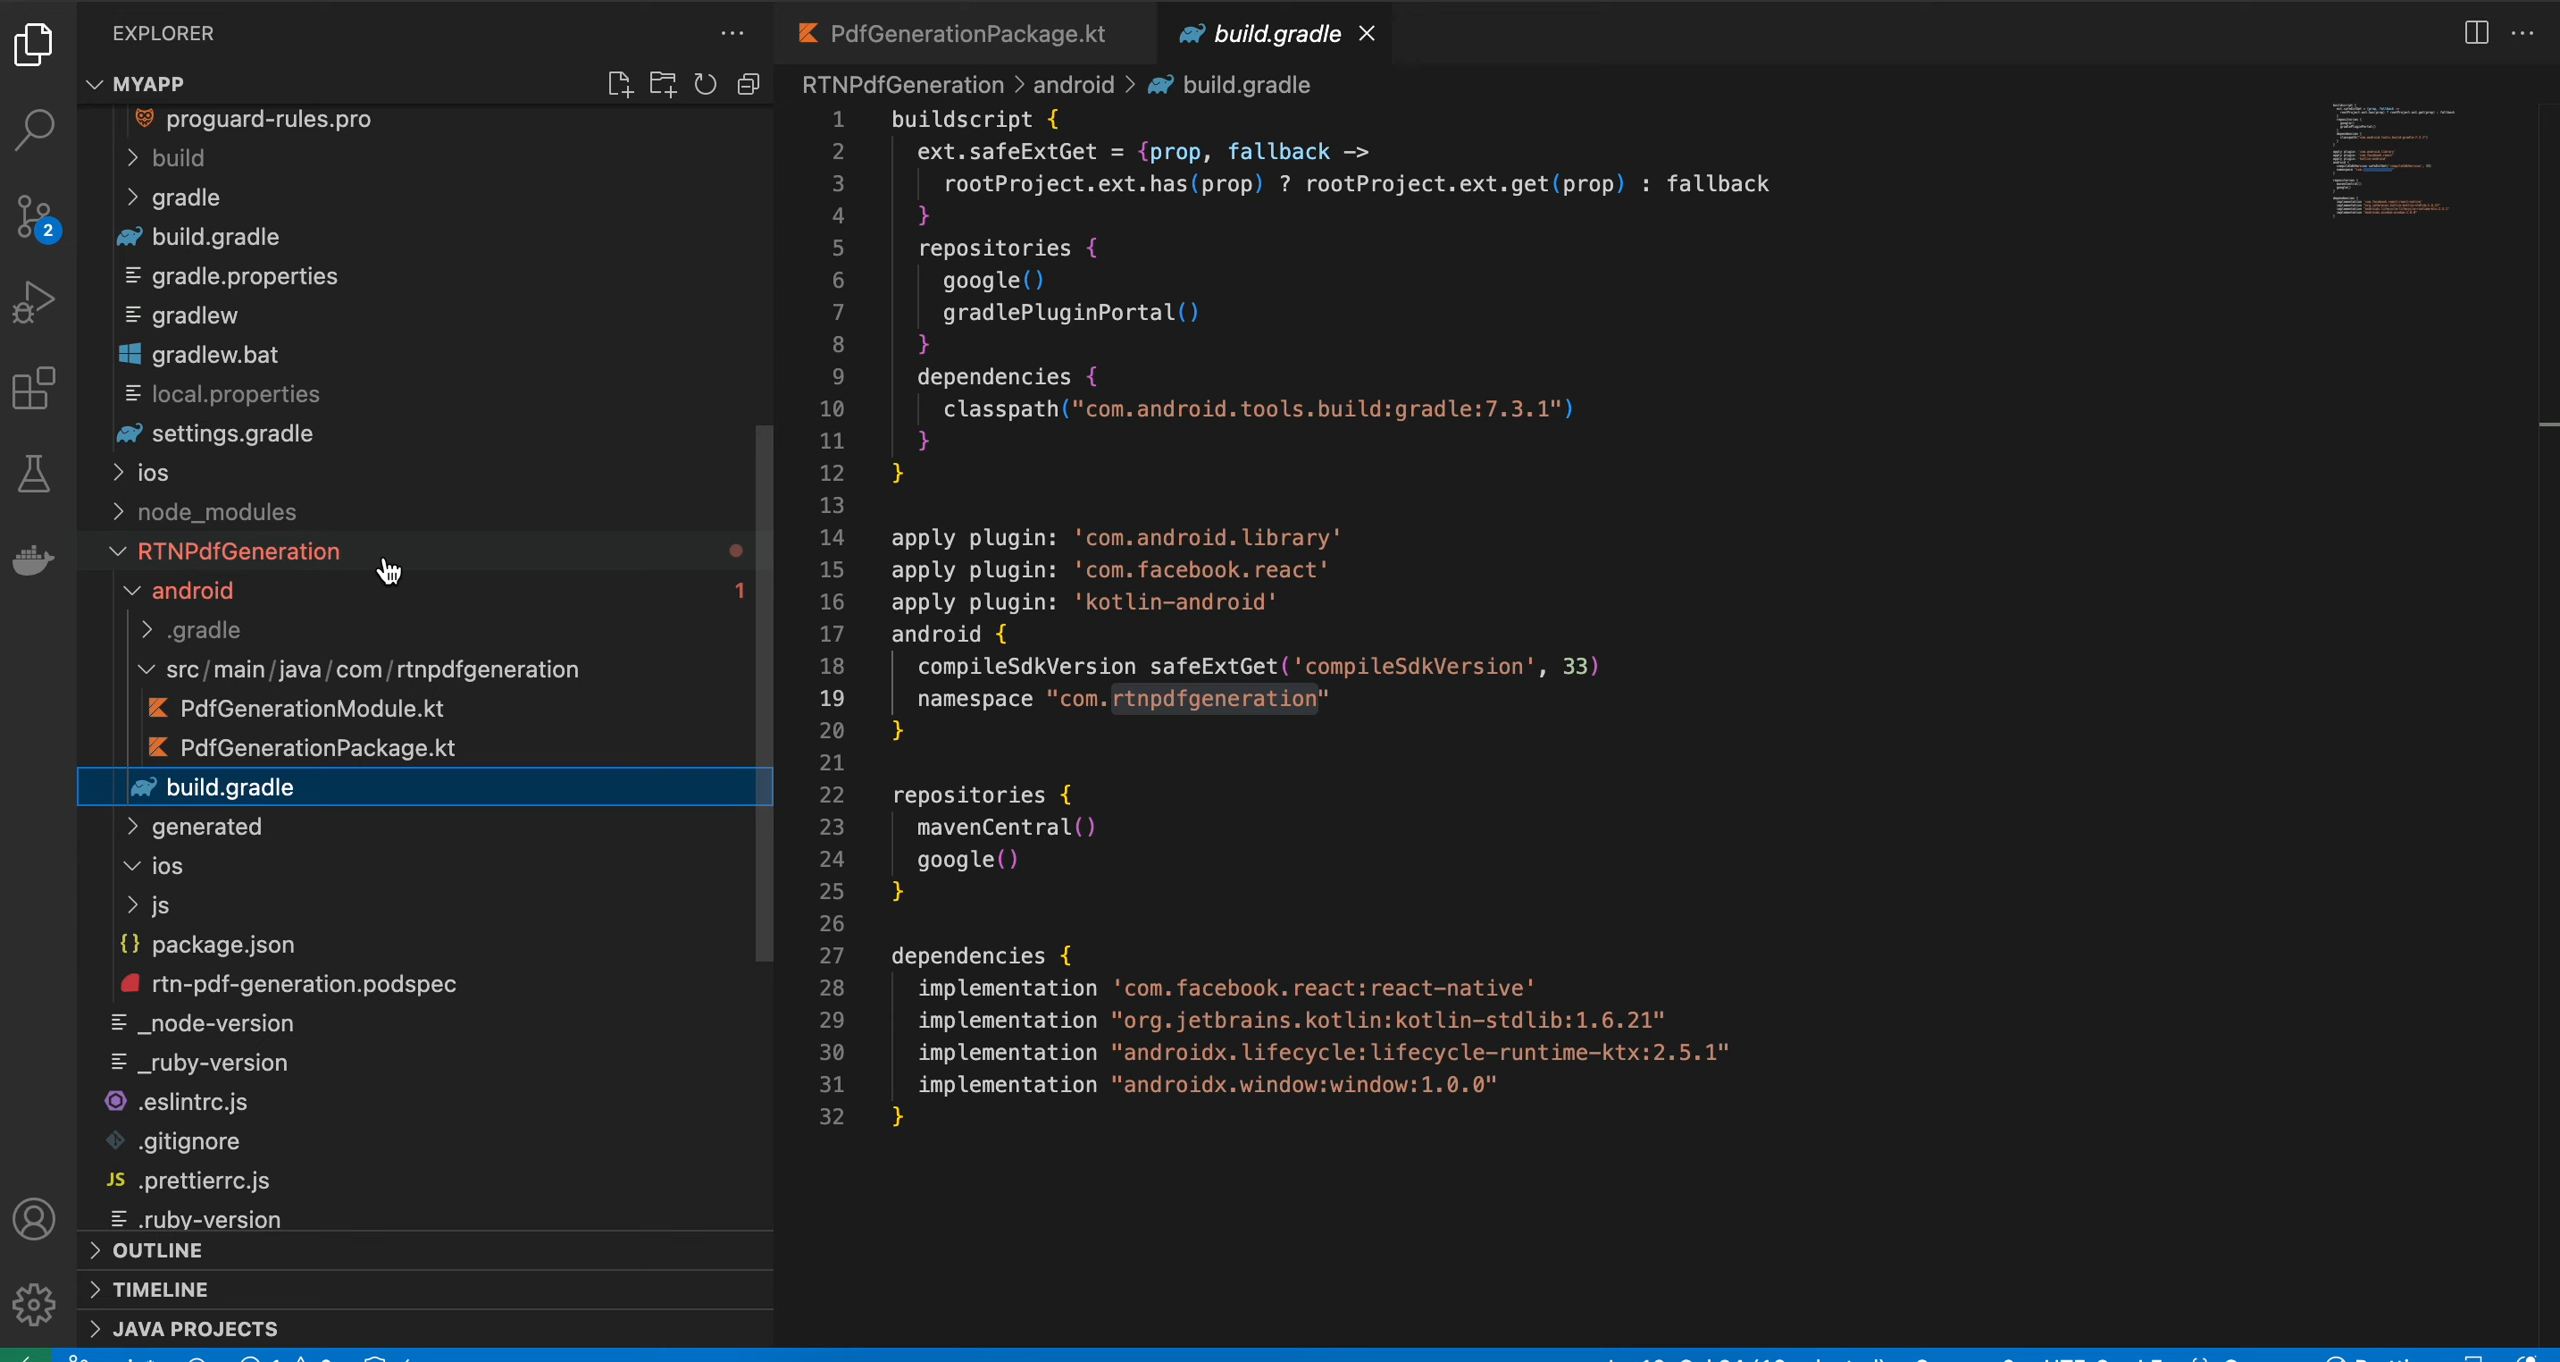 EXPLORER
MYAPP
proguard-rules.pro
build
gradle
build.gradle
gradle.properties
gradlew
gradlew.bat
local.properties
settings.gradle
ios
node_modules
RTNPdfGeneration
android 1
.gradle
src/main/java/com/rtnpdfgeneration
PdfGenerationModule.kt
PdfGenerationPackage.kt
build.gradle
generated
ios
js
package.json
rtn-pdf-generation.podspec
_node-version
_ruby-version
.eslintrc.js
.gitignore
JS .prettierrc.js
.ruby-version
OUTLINE
TIMELINE
JAVA PROJECTS
2
PdfGenerationPackage.kt build.gradle
RTNPdfGeneration > android > build.gradle
1 buildscript {
2 ext.safeExtGet = {prop, fallback ->
3 rootProject.ext.has(prop) ? rootProject.ext.get(prop) : fallback
4 }
5 repositories {
6 google()
7 gradlePluginPortal()
8 }
9 dependencies {
10 classpath("com.android.tools.build:gradle:7.3.1")
11 }
12 }
13
14 apply plugin: 'com.android.library'
15 apply plugin: 'com.facebook.react'
16 apply plugin: 'kotlin-android'
17 android {
18 compileSdkVersion safeExtGet('compileSdkVersion', 33)
19 namespace "com.rtnpdfgeneration"
20 }
21
22 repositories {
23 mavenCentral()
24 google()
25 }
26
27 dependencies {
28 implementation 'com.facebook.react:react-native'
29 implementation "org.jetbrains.kotlin:kotlin-stdlib:1.6.21"
30 implementation "androidx.lifecycle:lifecycle-runtime-ktx:2.5.1"
31 implementation "androidx.window:window:1.0.0"
32 }